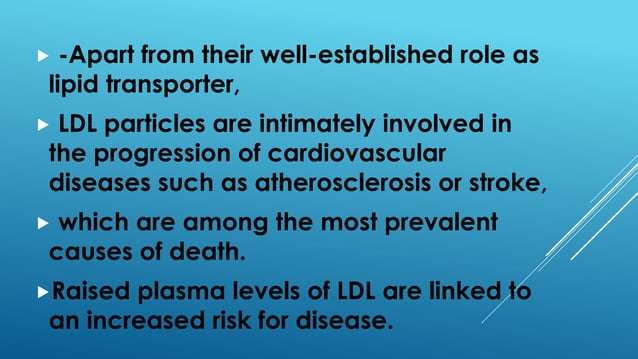 -Apart from their well-established role as
lipid transporter,
LDL particles are intimately involved in
the progression of cardiovascular
diseases such as atherosclerosis or stroke,
which are among the most prevalent
causes of death.
Raised plasma levels of LDL are linked to
an increased risk for disease.